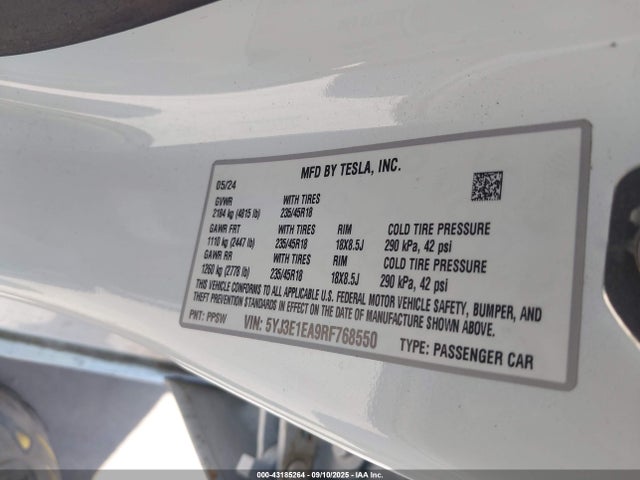 MFD BY TESLA, INC.
05/24
GVWR WITH TIRES
2184 kg (4815 lb) 235/45R18
GAWR FRT WITH TIRES RIM COLD TIRE PRESSURE
1110 kg (2447 lb) 235/45R18 18X8.5J 290 kPa, 42 psi
GAWR RR WITH TIRES RIM COLD TIRE PRESSURE
1260 kg (2778 lb) 235/45R18 18X8.5J 290 kPa, 42 psi
THIS VEHICLE CONFORMS TO ALL APPLICABLE U.S. FEDERAL MOTOR VEHICLE SAFETY, BUMPER, AND
THEFT PREVENTION STANDARDS IN EFFECT ON THE DATE OF MANUFACTURE SHOWN ABOVE.
PNT: PPSW VIN: 5YJ3E1EA9RF768550 TYPE: PASSENGER CAR
000-43185264 - 09/10/2025 - IAA Inc.